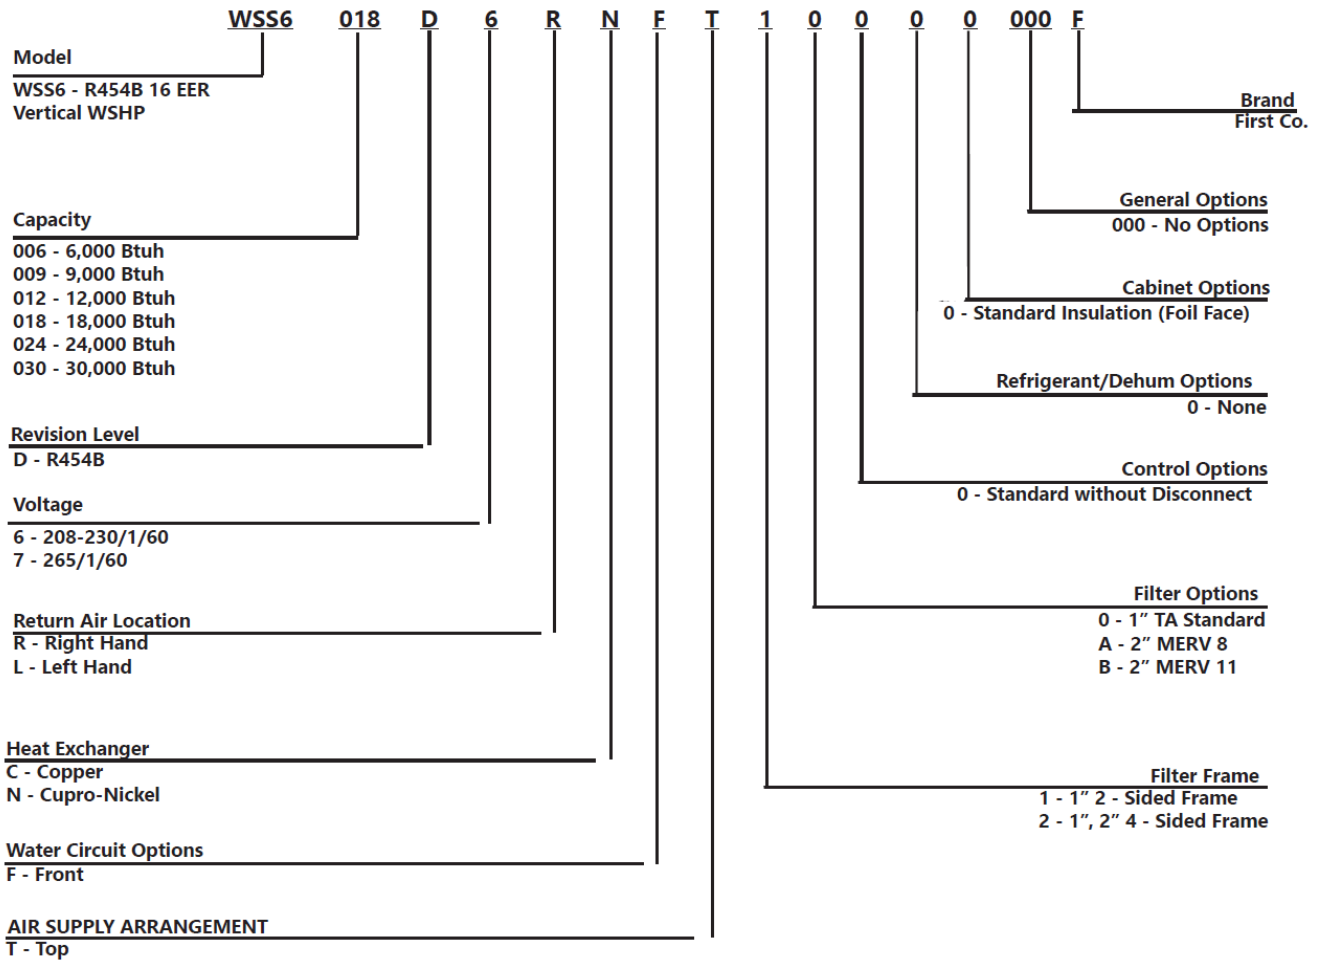 WSS6 018 D 6 R N F T 1 0 0 0 0 000 F
Model
WSS6 - R454B 16 EER
Vertical WSHP
Capacity
006 - 6,000 Btuh
009 - 9,000 Btuh
012 - 12,000 Btuh
018 - 18,000 Btuh
024 - 24,000 Btuh
030 - 30,000 Btuh
Revision Level
D - R454B
Voltage
6 - 208-230/1/60
7 - 265/1/60
Return Air Location
R - Right Hand
L - Left Hand
Heat Exchanger
C - Copper
N - Cupro-Nickel
Water Circuit Options
F - Front
AIR SUPPLY ARRANGEMENT
T - Top
Brand
First Co.
General Options
000 - No Options
Cabinet Options
0 - Standard Insulation (Foil Face)
Refrigerant/Dehum Options
0 - None
Control Options
0 - Standard without Disconnect
Filter Options
0 - 1” TA Standard
A - 2” MERV 8
B - 2” MERV 11
Filter Frame
1 - 1” 2 - Sided Frame
2 - 1”, 2” 4 - Sided Frame